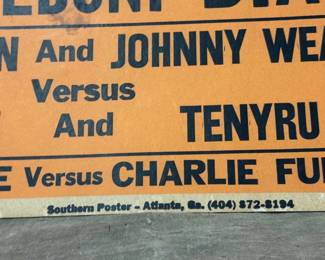 N And JOHNNY WEA
Versus
And TENYRU
E Versus CHARLIE FU
Southern Poster - Atlanta, Ga. (404) 872-8194